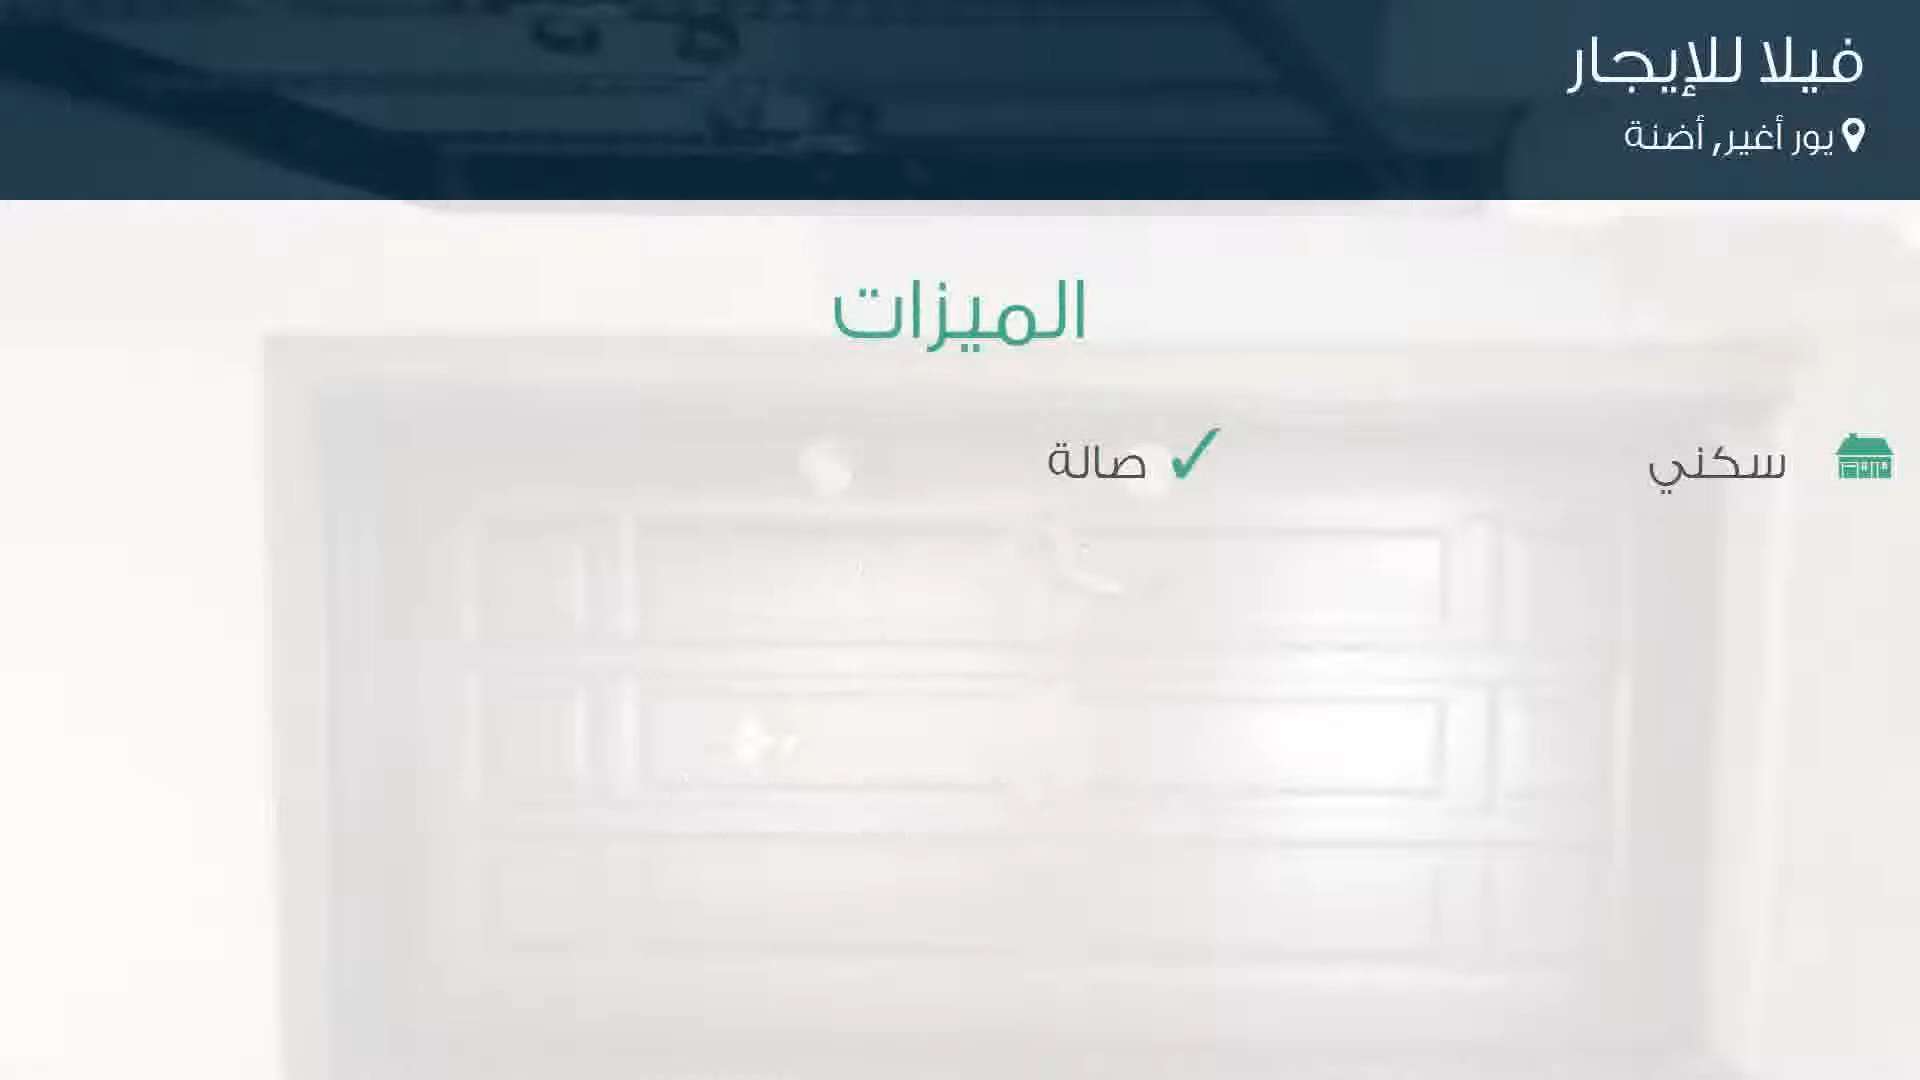 فيلا للإيجار
يور أغير, أضنة
الميزات
سكني
صالة